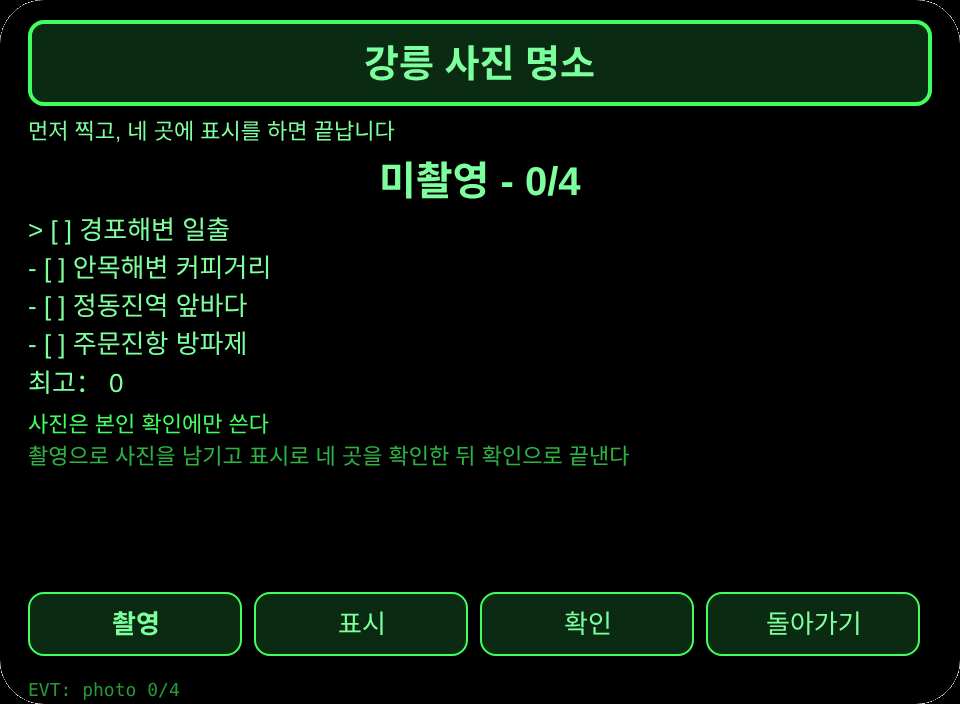 강릉 사진 명소
먼저 찍고, 네 곳에 표시를 하면 끝납니다
미촬영 - 0/4
> [ ] 경포해변 일출
- [ ] 안목해변 커피거리
- [ ] 정동진역 앞바다
- [ ] 주문진항 방파제
최고: 0
사진은 본인 확인에만 쓴다
촬영으로 사진을 남기고 표시로 네 곳을 확인한 뒤 확인으로 끝낸다
촬영 표시 확인 돌아가기
EVT: photo 0/4